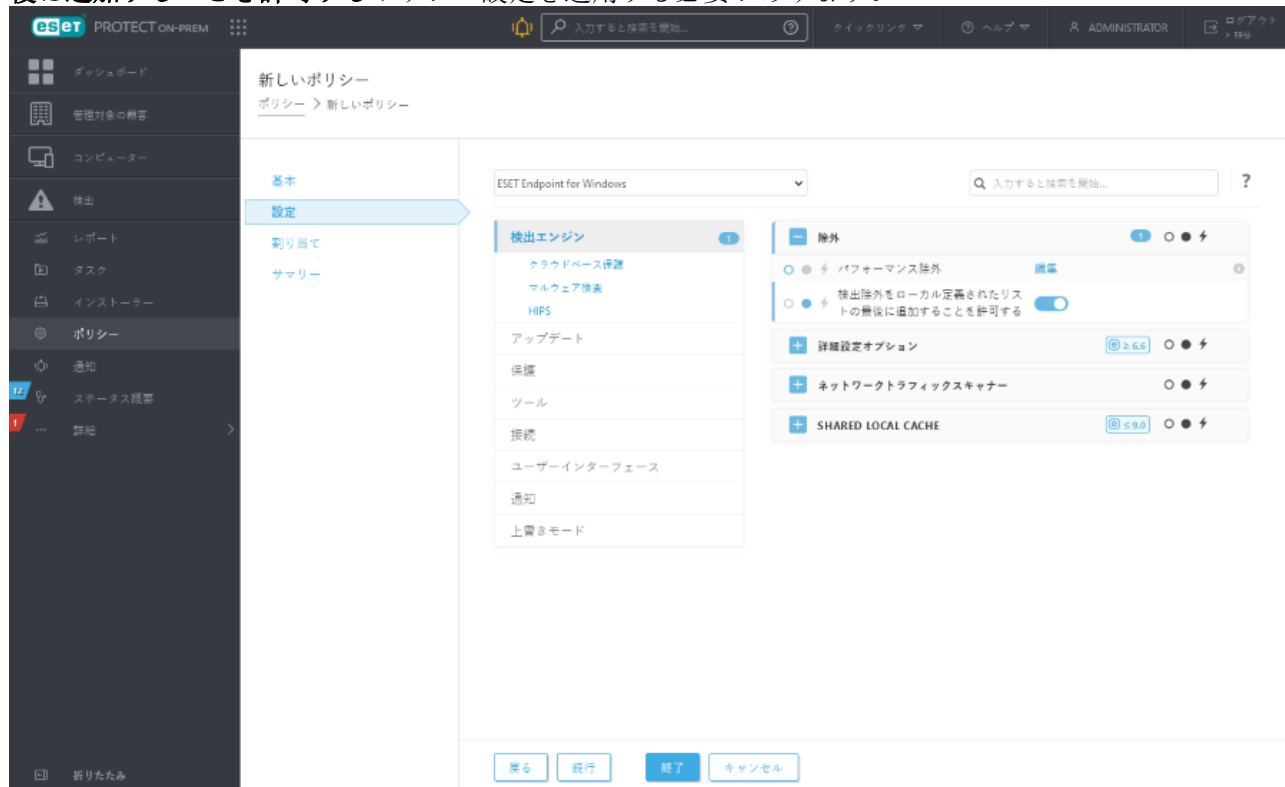 eset PROTECT ON-PREM
入力すると検索を開始...
クイックリンク
ヘルプ
ADMINISTRATOR
ログアウト
> 59分
ダッシュボード
管理対象の顧客
コンピューター
検出
レポート
タスク
インストーラー
ポリシー
通知
12
ステータス概要
1
詳細
折りたたみ
新しいポリシー
ポリシー > 新しいポリシー
基本
設定
割り当て
サマリー
ESET Endpoint for Windows
入力すると検索を開始...
?
検出エンジン 1
クラウドベース保護
マルウェア検査
HIPS
アップデート
保護
ツール
接続
ユーザーインターフェース
通知
上書きモード
除外 1
パフォーマンス除外 編集
検出除外をローカル定義されたリス
トの最後に追加することを許可する
詳細設定オプション ≥ 6.6
ネットワークトラフィックスキャナー
SHARED LOCAL CACHE ≤ 9.0
戻る 続行 終了 キャンセル